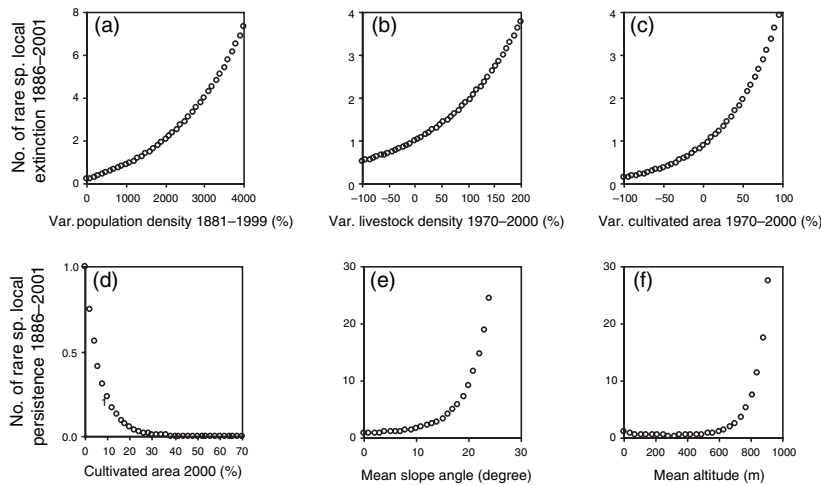 No. of rare sp. local
extinction 1886–2001
(a)
8
6
4
2
0
0 1000 2000 3000 4000
Var. population density 1881–1999 (%)
(b)
4
3
2
1
0
−100 −50 0 50 100 150 200
Var. livestock density 1970–2000 (%)
(c)
4
3
2
1
0
−100 −50 0 50 100
Var. cultivated area 1970–2000 (%)
No. of rare sp. local
persistence 1886–2001
(d)
1.0
0.5
0.0
0 10 20 30 40 50 60 70
Cultivated area 2000 (%)
(e)
30
20
10
0
0 10 20 30
Mean slope angle (degree)
(f)
30
20
10
0
0 200 400 600 800 1000
Mean altitude (m)